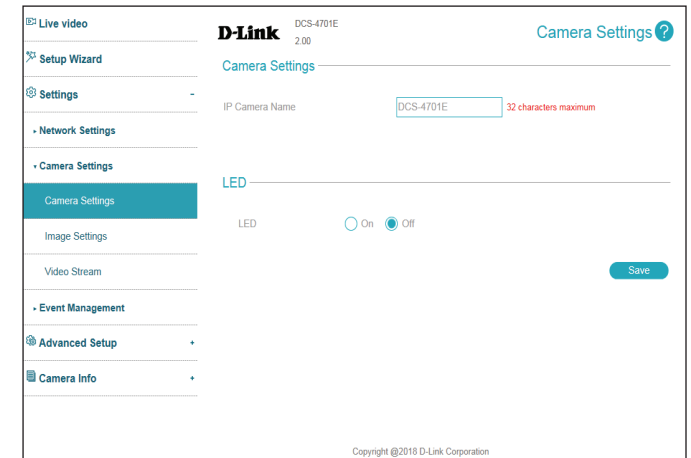 Live video
Setup Wizard
Settings -
Network Settings
Camera Settings
Camera Settings
Image Settings
Video Stream
Event Management
Advanced Setup +
Camera Info +
D-Link DCS-4701E
2.00
Camera Settings ?
Camera Settings
IP Camera Name DCS-4701E 32 characters maximum
LED
LED On Off
Save
Copyright @2018 D-Link Corporation